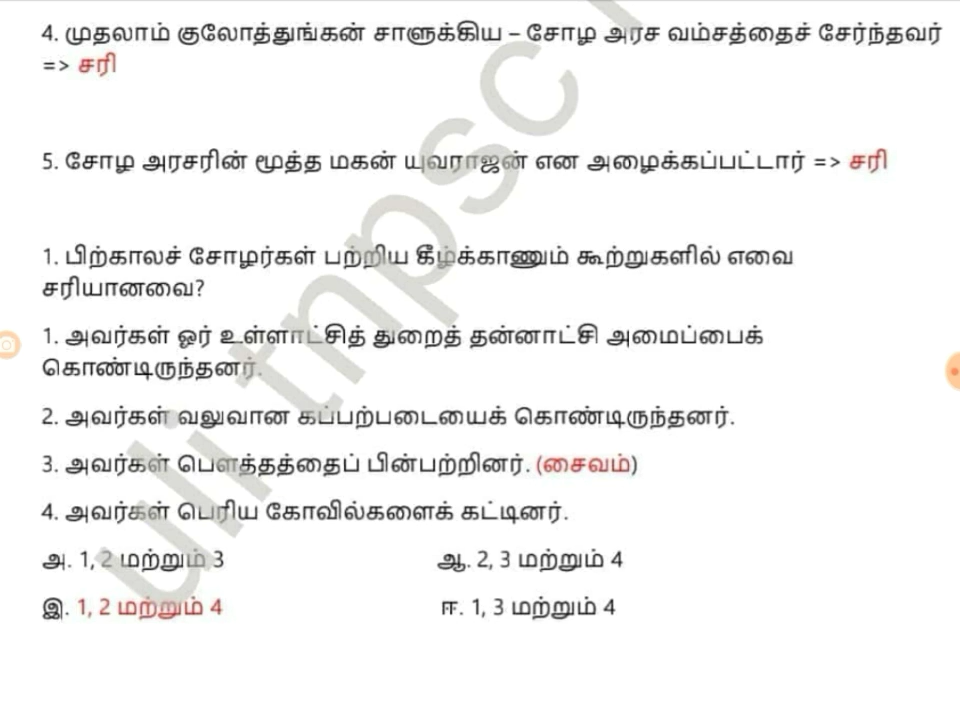 4. முதலாம் குலோத்துங்கன் சாளுக்கிய – சோழ அரச வம்சத்தைச் சேர்ந்தவர்
=> சரி
5. சோழ அரசரின் மூத்த மகன் யுவராஜன் என அழைக்கப்பட்டார் => சரி
1. பிற்காலச் சோழர்கள் பற்றிய கீழ்க்காணும் கூற்றுகளில் எவை
சரியானவை?
1. அவர்கள் ஓர் உள்ளாட்சித் துறைத் தன்னாட்சி அமைப்பைக்
கொண்டிருந்தனர்.
2. அவர்கள் வலுவான கப்பற்படையைக் கொண்டிருந்தனர்.
3. அவர்கள் பௌத்தத்தைப் பின்பற்றினர். (சைவம்)
4. அவர்கள் பெரிய கோவில்களைக் கட்டினர்.
அ. 1, 2 மற்றும் 3 ஆ. 2, 3 மற்றும் 4
இ. 1, 2 மற்றும் 4 ஈ. 1, 3 மற்றும் 4
uli tnpsc